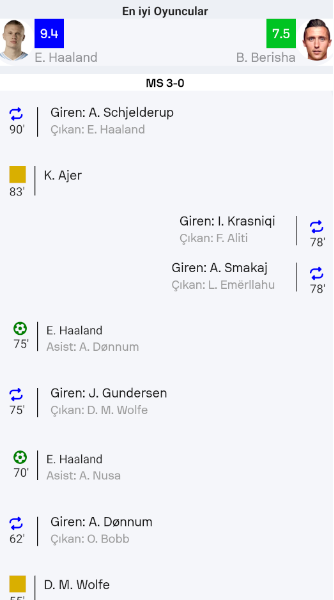 En iyi Oyuncular
9.4
7.5
E. Haaland
B. Berisha
MS 3-0
Giren: A. Schjelderup
90'
Çıkan: E. Haaland
K. Ajer
83'
Giren: I. Krasniqi
Çıkan: F. Aliti
78'
Giren: A. Smakaj
Çıkan: L. Emërllahu
78'
E. Haaland
75'
Asist: A. Dønnum
Giren: J. Gundersen
75'
Çıkan: D. M. Wolfe
E. Haaland
70'
Asist: A. Nusa
Giren: A. Dønnum
62'
Çıkan: O. Bobb
D. M. Wolfe